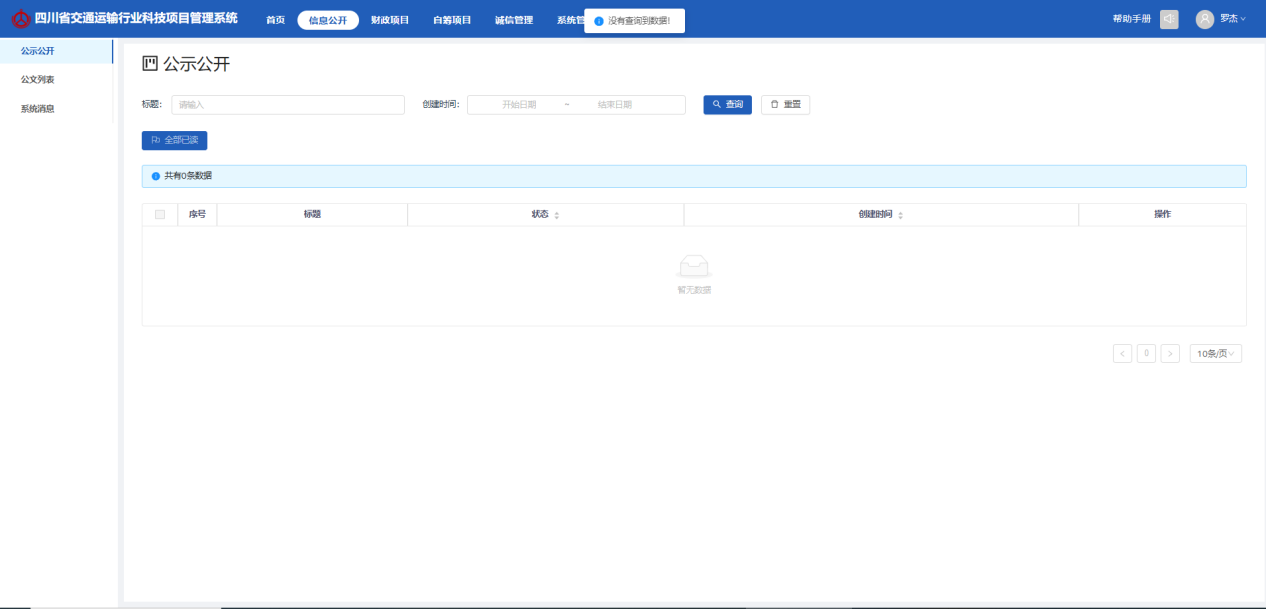 四川省交通运输行业科技项目管理系统 首页 信息公开 财政项目 自筹项目 诚信管理 系统管 没有查询到数据! 帮助手册 罗杰
公示公开
公文列表
系统消息
公示公开
标题: 请输入 创建时间: 开始日期 ~ 结束日期 查询 重置
全部已读
共有0条数据
序号 标题 状态 创建时间 操作
暂无数据
< 0 > 10条/页